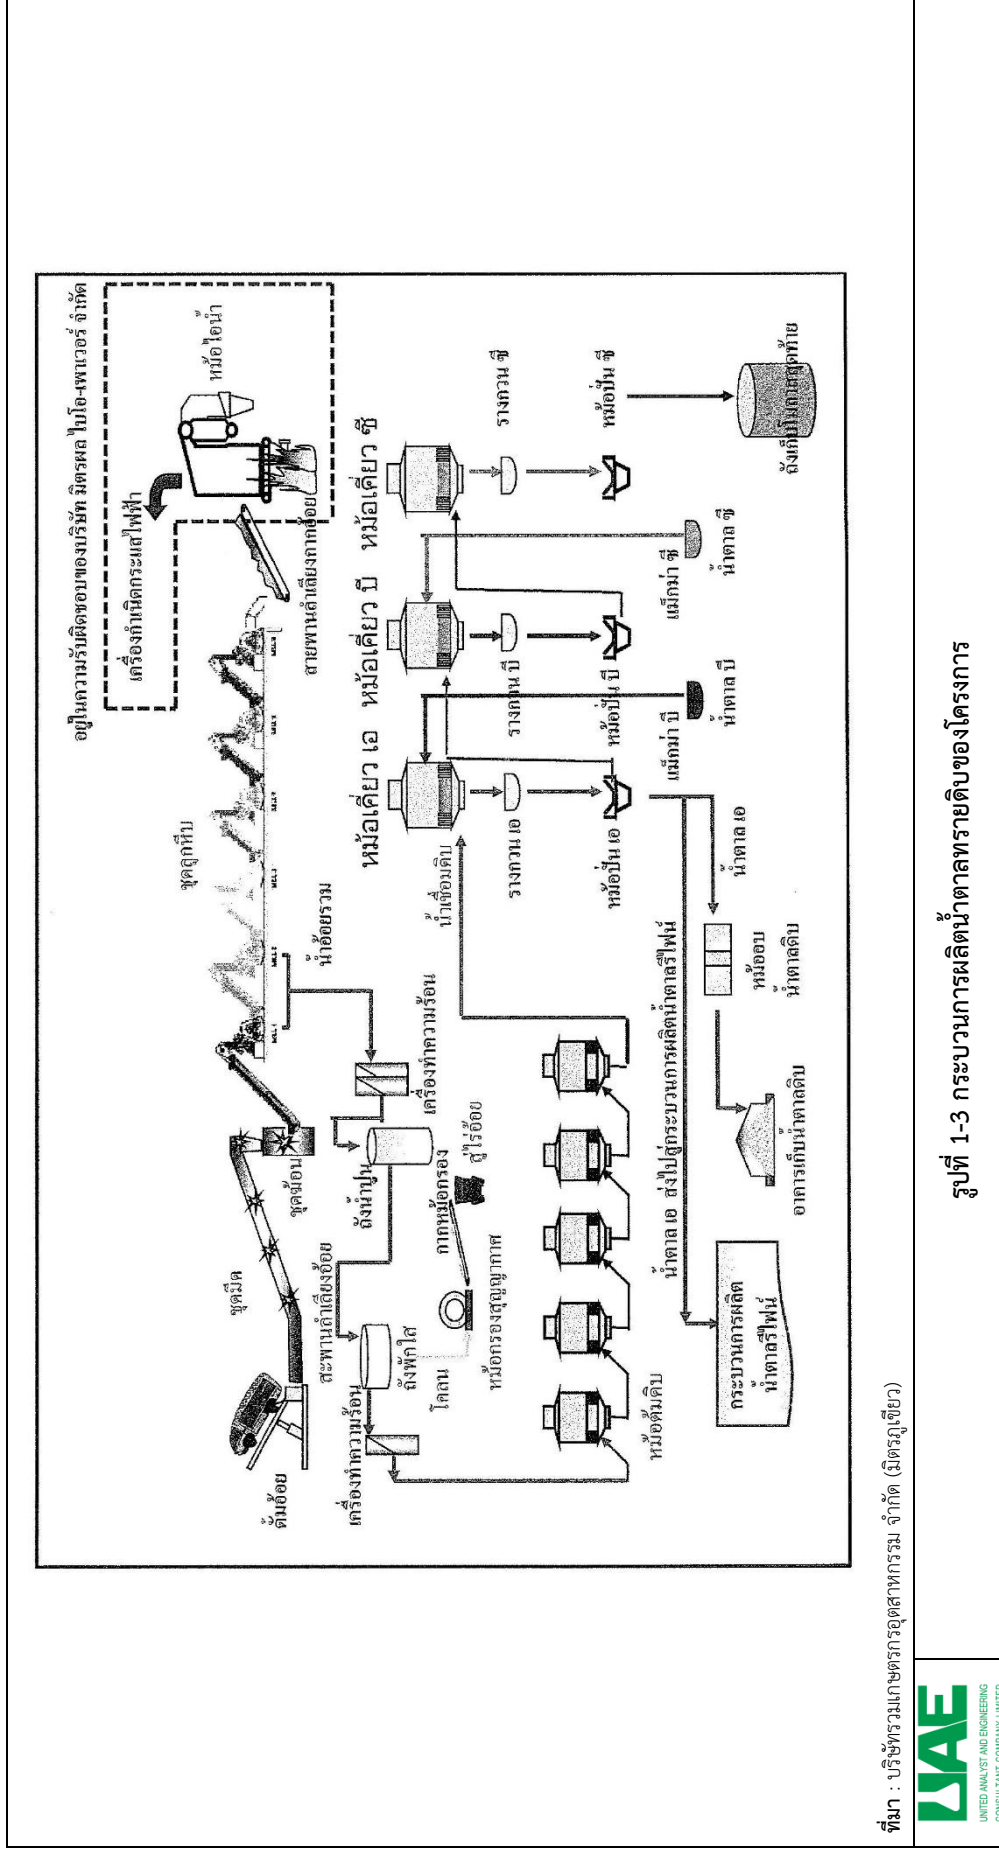 อยู่ในความรับผิดชอบของบริษัท มิตรผล ไบโอ-เพาเวอร์ จำกัด
เครื่องกำเนิดกระแสไฟฟ้า
หม้อไอน้ำ
สายพานลำเลียงกากอ้อย
ชุดลูกหีบ
ชุดมีด
ชุดฆ้อน
ดั้มอ้อย
สะพานลำเลียงอ้อย
น้ำอ้อยรวม
เครื่องทำความร้อน
ถังน้ำปูน
ถังพักใส
เครื่องทำความร้อน
โคลน
กากหม้อกรอง
สู่ไร่อ้อย
หม้อกรองสุญญากาศ
หม้อต้มดิบ
น้ำเชื่อมดิบ
หม้อเคี่ยว เอ
หม้อเคี่ยว บี
หม้อเคี่ยว ซี
รางกวน เอ
รางกวน บี
รางกวน ซี
หม้อปั่น เอ
หม้อปั่น บี
หม้อปั่น ซี
แม็กม่า บี
แม็กม่า ซี
น้ำตาล บี
น้ำตาล ซี
ถังเก็บโมลาสสุดท้าย
น้ำตาล เอ ส่งไปสู่กระบวนการผลิตน้ำตาลรีไฟน์
น้ำตาล เอ
หม้ออบ
น้ำตาลดิบ
อาคารเก็บน้ำตาลดิบ
กระบวนการผลิต
น้ำตาลรีไฟน์
ที่มา : บริษัทรวมเกษตรกรอุตสาหกรรม จำกัด (มิตรภูเขียว)
UAE
UNITED ANALYST AND ENGINEERING
CONSULTANT COMPANY LIMITED
รูปที่ 1-3 กระบวนการผลิตน้ำตาลทรายดิบของโครงการ